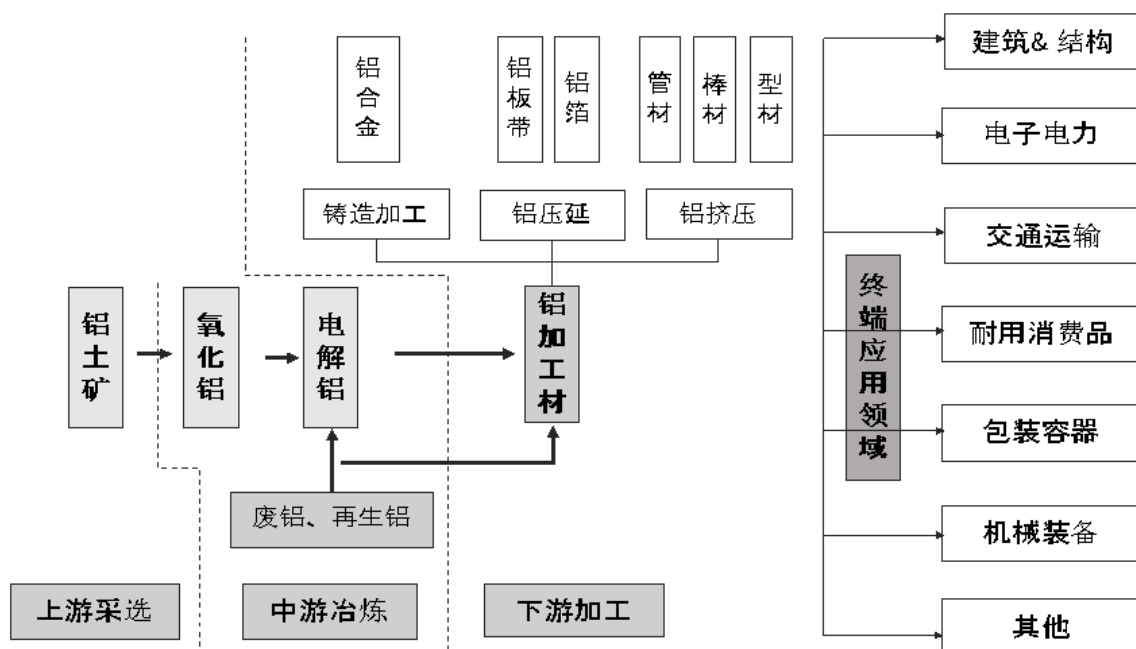 建筑& 结构
铝合金
铝板带
铝箔
管材
棒材
型材
电子电力
铸造加工
铝压延
铝挤压
交通运输
铝土矿
氧化铝
电解铝
铝加工材
终端应用领域
耐用消费品
包装容器
废铝、再生铝
机械装备
上游采选
中游冶炼
下游加工
其他